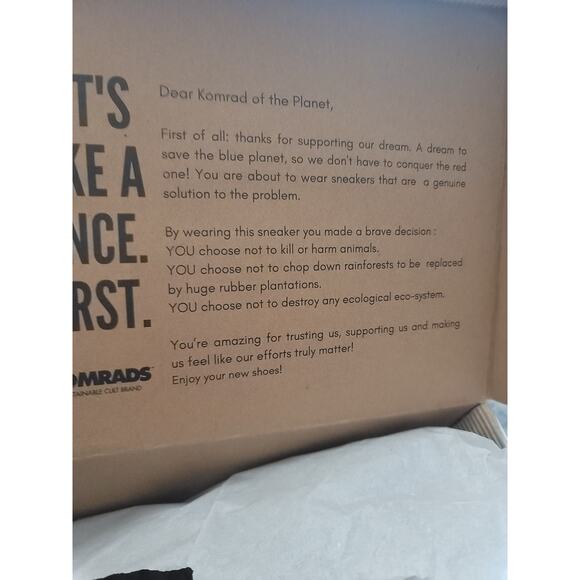 T'S
KE A
NCE.
RST.
OMRADS
TAINABLE CULT BRAND
Dear Komrad of the Planet,
First of all: thanks for supporting our dream. A dream to
save the blue planet, so we don't have to conquer the red
one! You are about to wear sneakers that are a genuine
solution to the problem.
By wearing this sneaker you made a brave decision :
YOU choose not to kill or harm animals.
YOU choose not to chop down rainforests to be replaced
by huge rubber plantations.
YOU choose not to destroy any ecological eco-system.
You're amazing for trusting us, supporting us and making
us feel like our efforts truly matter!
Enjoy your new shoes!